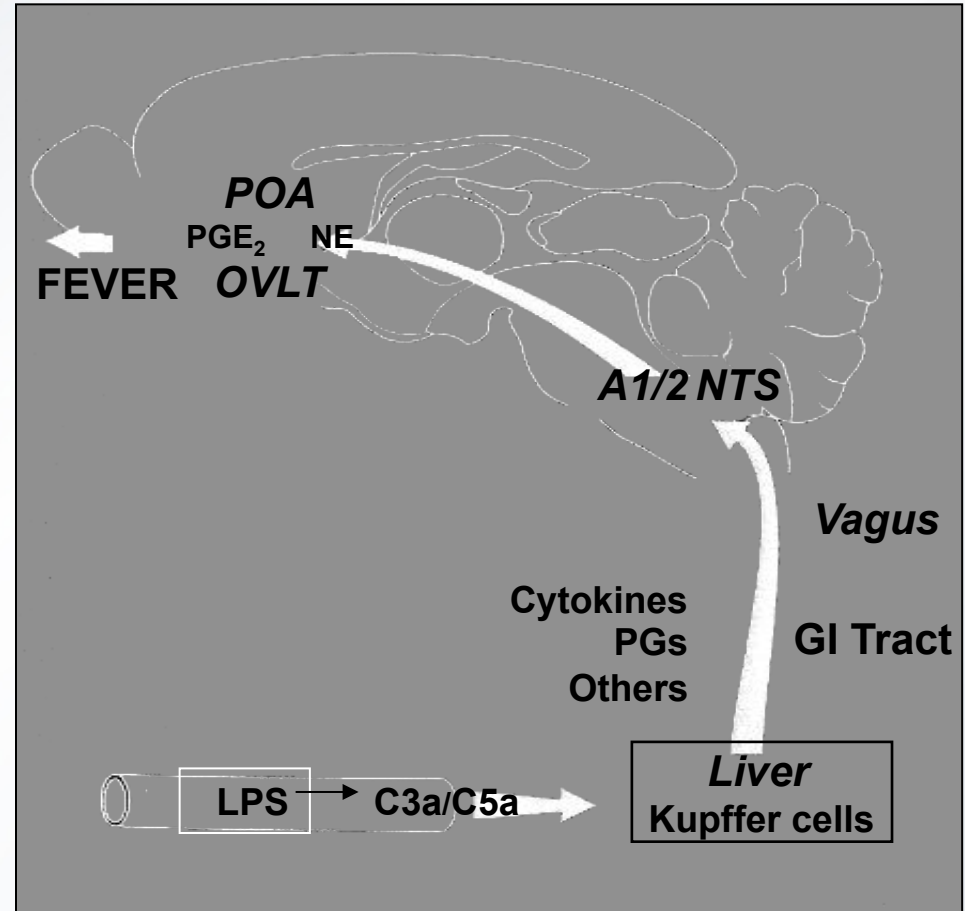 POA
PGE₂ NE
FEVER OVLT
A1/2 NTS
Vagus
Cytokines
PGs
Others
GI Tract
Liver
Kupffer cells
LPS → C3a/C5a